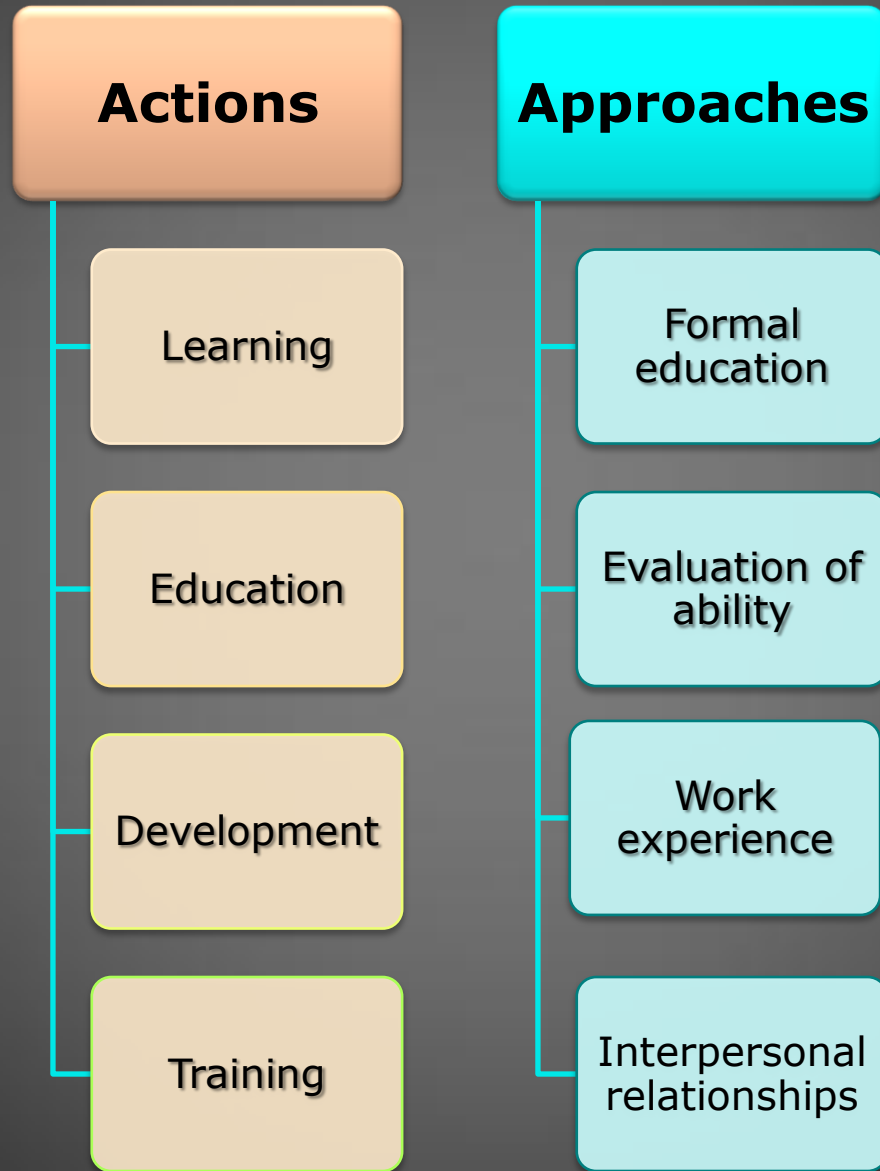 Actions
Learning
Education
Development
Training
Approaches
Formal
education
Evaluation of
ability
Work
experience
Interpersonal
relationships